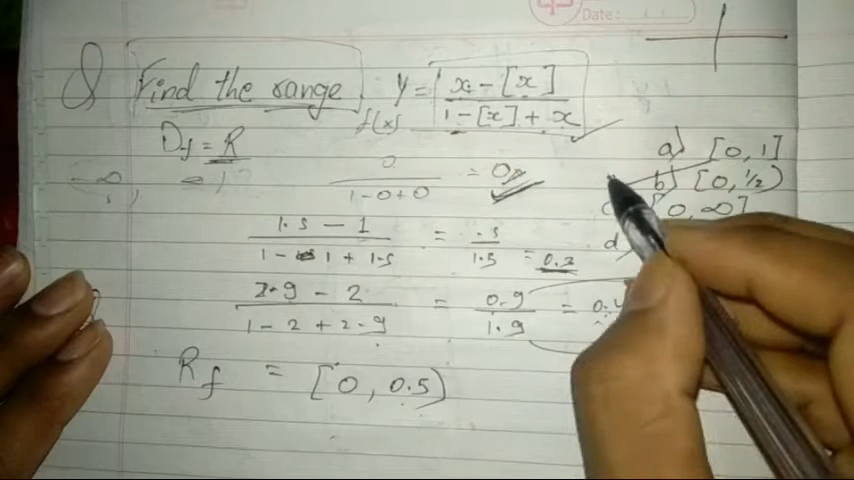 Date:
Q Find the range y = x - [x] / 1 - [x] + x
f(x)
Df = R
a) [0, 1]
0 / 1 - 0 + 0 = 0
b) [0, 1/2)
[0, ∞]
1.5 - 1 / 1 - 1 + 1.5 = .5 / 1.5 = 0.3
d
2.9 - 2 / 1 - 2 + 2.9 = 0.9 / 1.9 = 0.4
Rf = [0, 0.5)